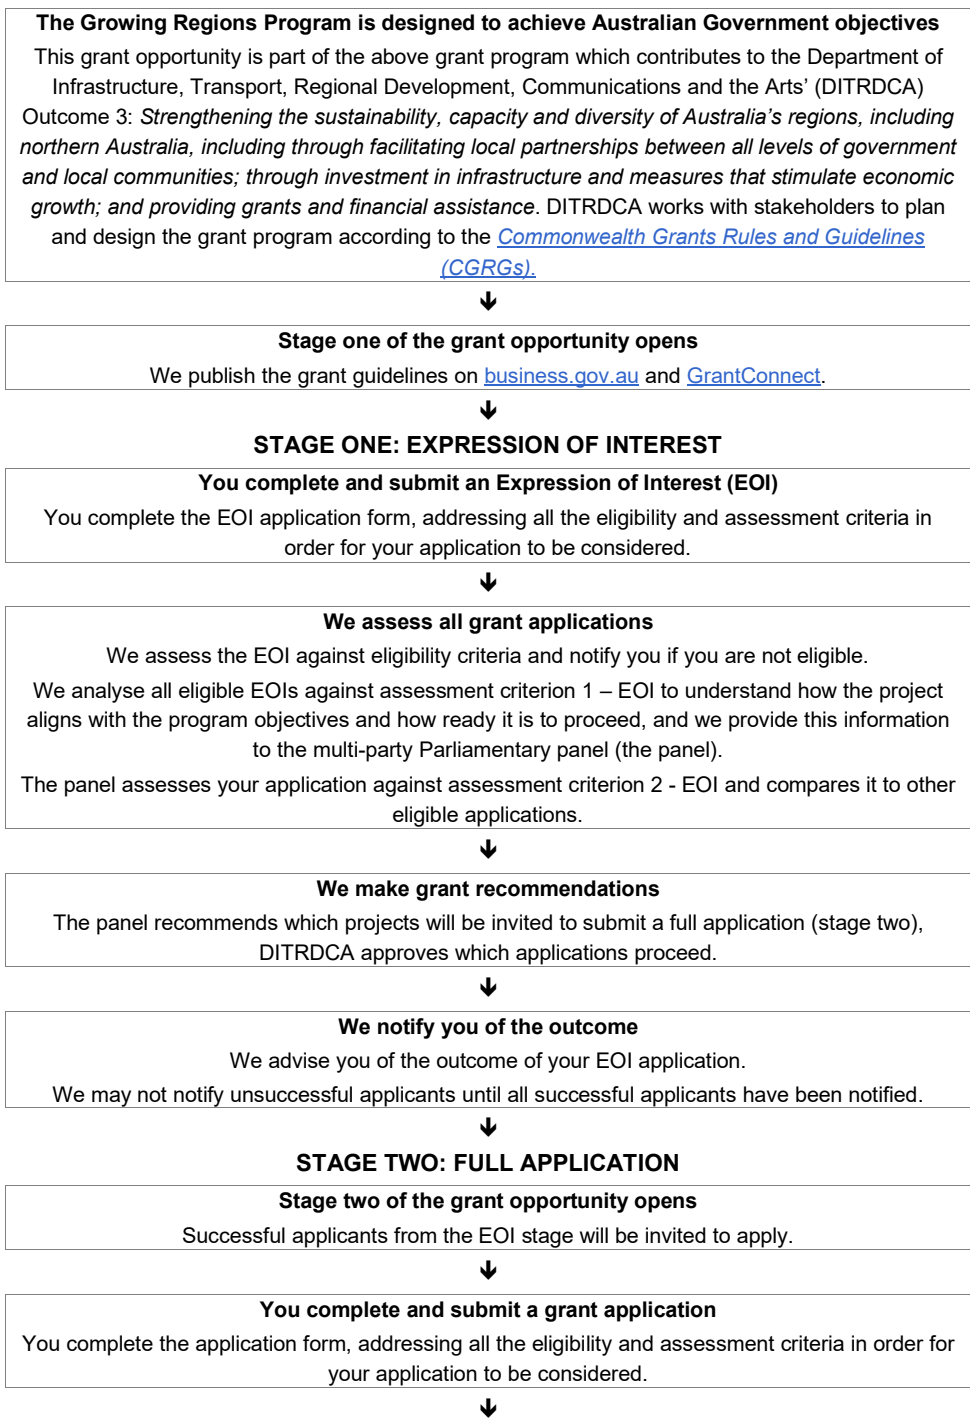 The Growing Regions Program is designed to achieve Australian Government objectives
This grant opportunity is part of the above grant program which contributes to the Department of
Infrastructure, Transport, Regional Development, Communications and the Arts’ (DITRDCA)
Outcome 3: Strengthening the sustainability, capacity and diversity of Australia’s regions, including
northern Australia, including through facilitating local partnerships between all levels of government
and local communities; through investment in infrastructure and measures that stimulate economic
growth; and providing grants and financial assistance. DITRDCA works with stakeholders to plan
and design the grant program according to the Commonwealth Grants Rules and Guidelines
(CGRGs).
Stage one of the grant opportunity opens
We publish the grant guidelines on business.gov.au and GrantConnect.
STAGE ONE: EXPRESSION OF INTEREST
You complete and submit an Expression of Interest (EOI)
You complete the EOI application form, addressing all the eligibility and assessment criteria in
order for your application to be considered.
We assess all grant applications
We assess the EOI against eligibility criteria and notify you if you are not eligible.
We analyse all eligible EOIs against assessment criterion 1 – EOI to understand how the project
aligns with the program objectives and how ready it is to proceed, and we provide this information
to the multi-party Parliamentary panel (the panel).
The panel assesses your application against assessment criterion 2 - EOI and compares it to other
eligible applications.
We make grant recommendations
The panel recommends which projects will be invited to submit a full application (stage two),
DITRDCA approves which applications proceed.
We notify you of the outcome
We advise you of the outcome of your EOI application.
We may not notify unsuccessful applicants until all successful applicants have been notified.
STAGE TWO: FULL APPLICATION
Stage two of the grant opportunity opens
Successful applicants from the EOI stage will be invited to apply.
You complete and submit a grant application
You complete the application form, addressing all the eligibility and assessment criteria in order for
your application to be considered.